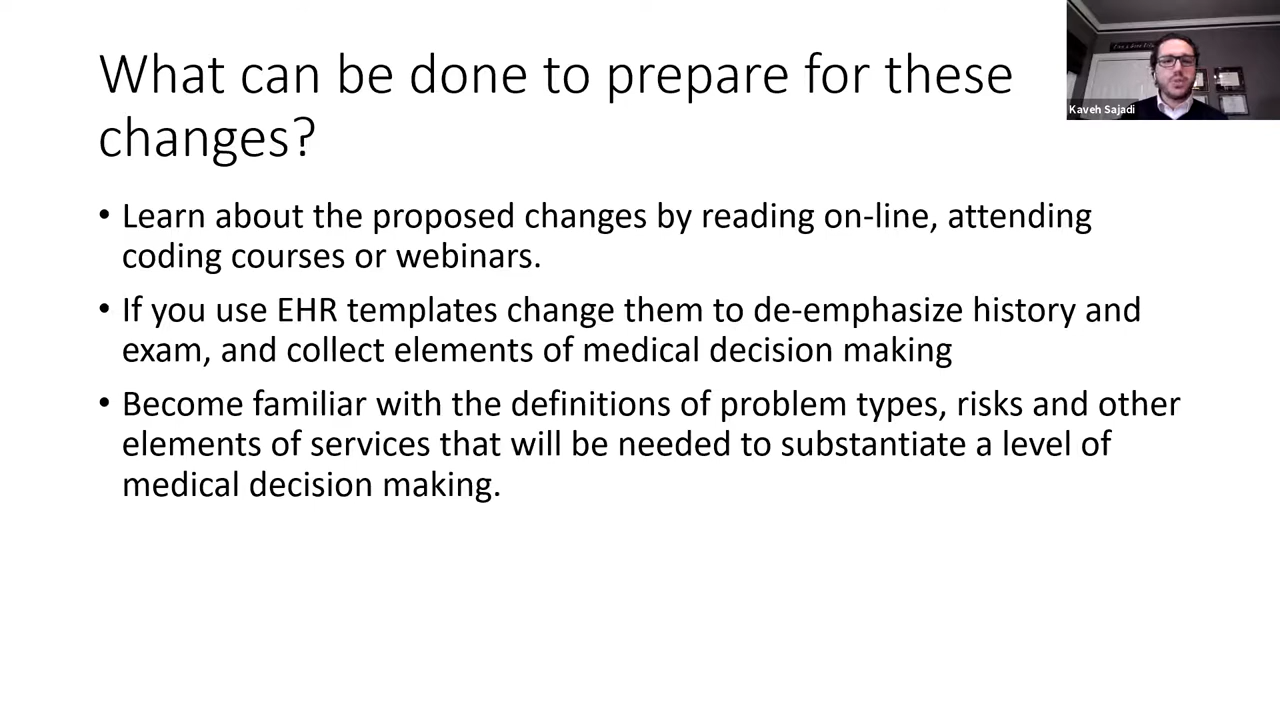 What can be done to prepare for these
changes?
Kaveh Sajadi
• Learn about the proposed changes by reading on-line, attending
coding courses or webinars.
• If you use EHR templates change them to de-emphasize history and
exam, and collect elements of medical decision making
• Become familiar with the definitions of problem types, risks and other
elements of services that will be needed to substantiate a level of
medical decision making.